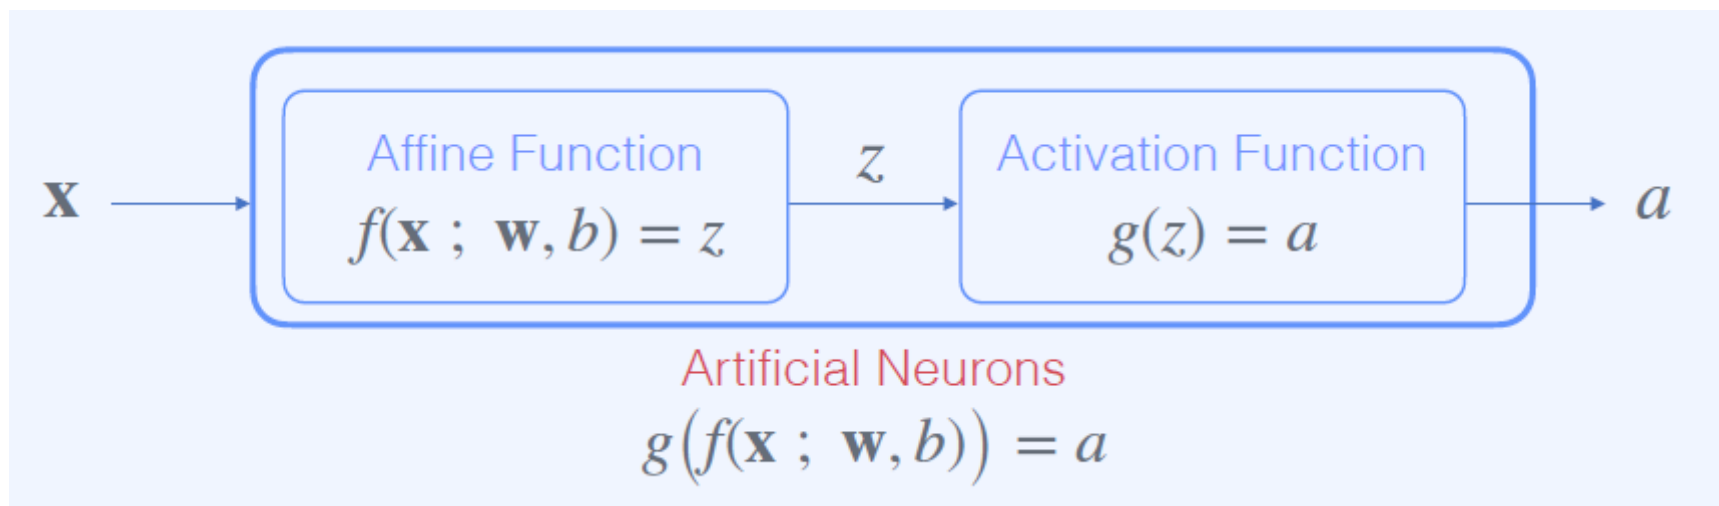 Affine Function
f(x ; w, b) = z
x
z
Activation Function
g(z) = a
a
Artificial Neurons
g(f(x ; w, b)) = a